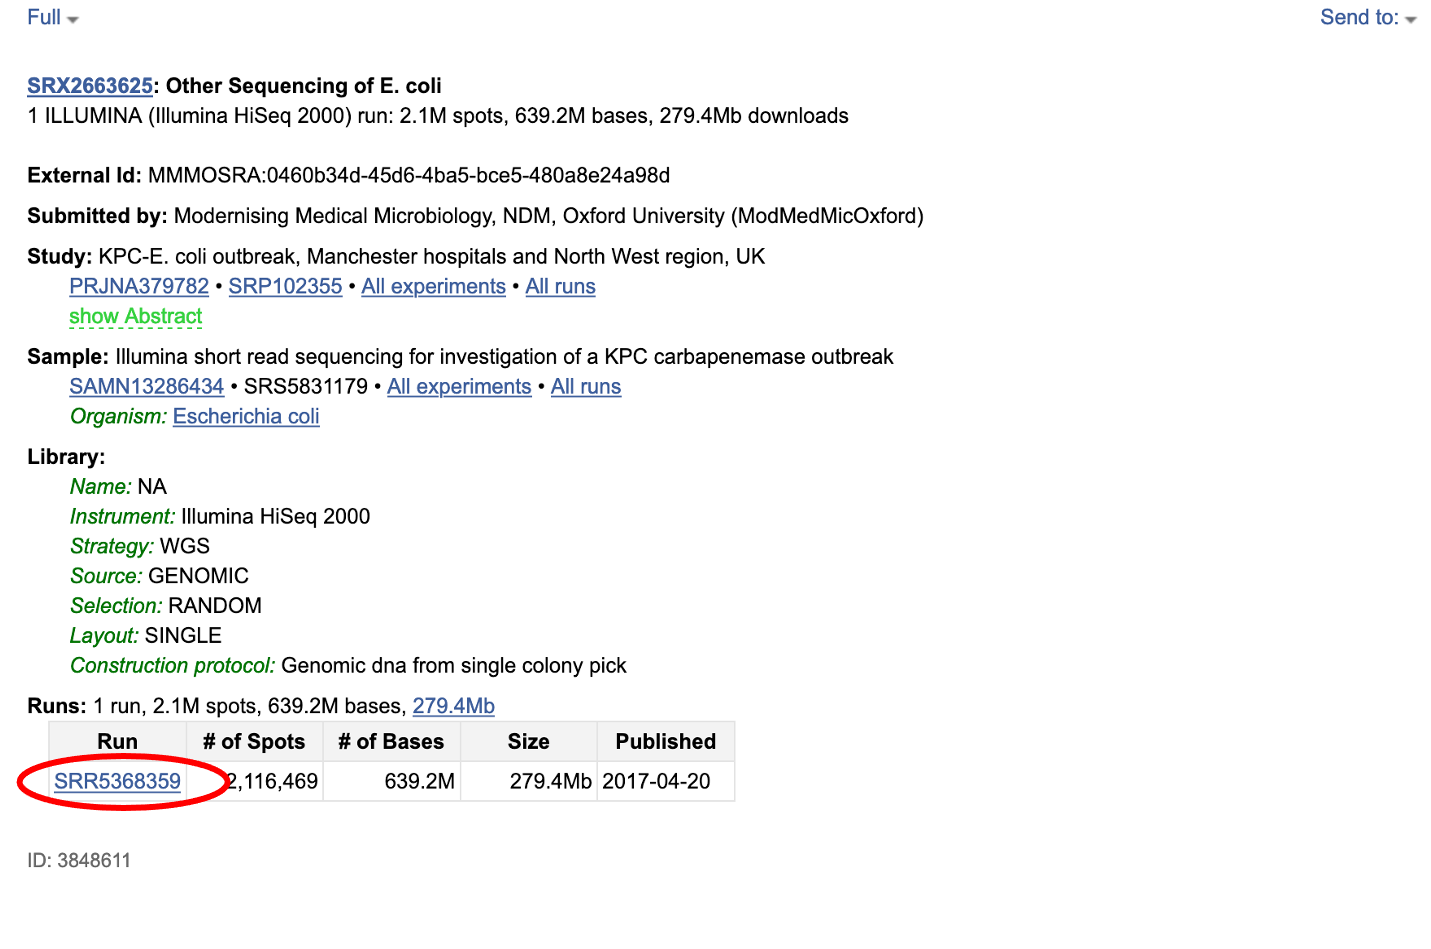 Full
Send to:
SRX2663625: Other Sequencing of E. coli
1 ILLUMINA (Illumina HiSeq 2000) run: 2.1M spots, 639.2M bases, 279.4Mb downloads
External Id: MMMOSRA:0460b34d-45d6-4ba5-bce5-480a8e24a98d
Submitted by: Modernising Medical Microbiology, NDM, Oxford University (ModMedMicOxford)
Study: KPC-E. coli outbreak, Manchester hospitals and North West region, UK
PRJNA379782 • SRP102355 • All experiments • All runs
show Abstract
Sample: Illumina short read sequencing for investigation of a KPC carbapenemase outbreak
SAMN13286434 • SRS5831179 • All experiments • All runs
Organism: Escherichia coli
Library:
Name: NA
Instrument: Illumina HiSeq 2000
Strategy: WGS
Source: GENOMIC
Selection: RANDOM
Layout: SINGLE
Construction protocol: Genomic dna from single colony pick
Runs: 1 run, 2.1M spots, 639.2M bases, 279.4Mb
Run # of Spots # of Bases Size Published
SRR5368359 2,116,469 639.2M 279.4Mb 2017-04-20
ID: 3848611